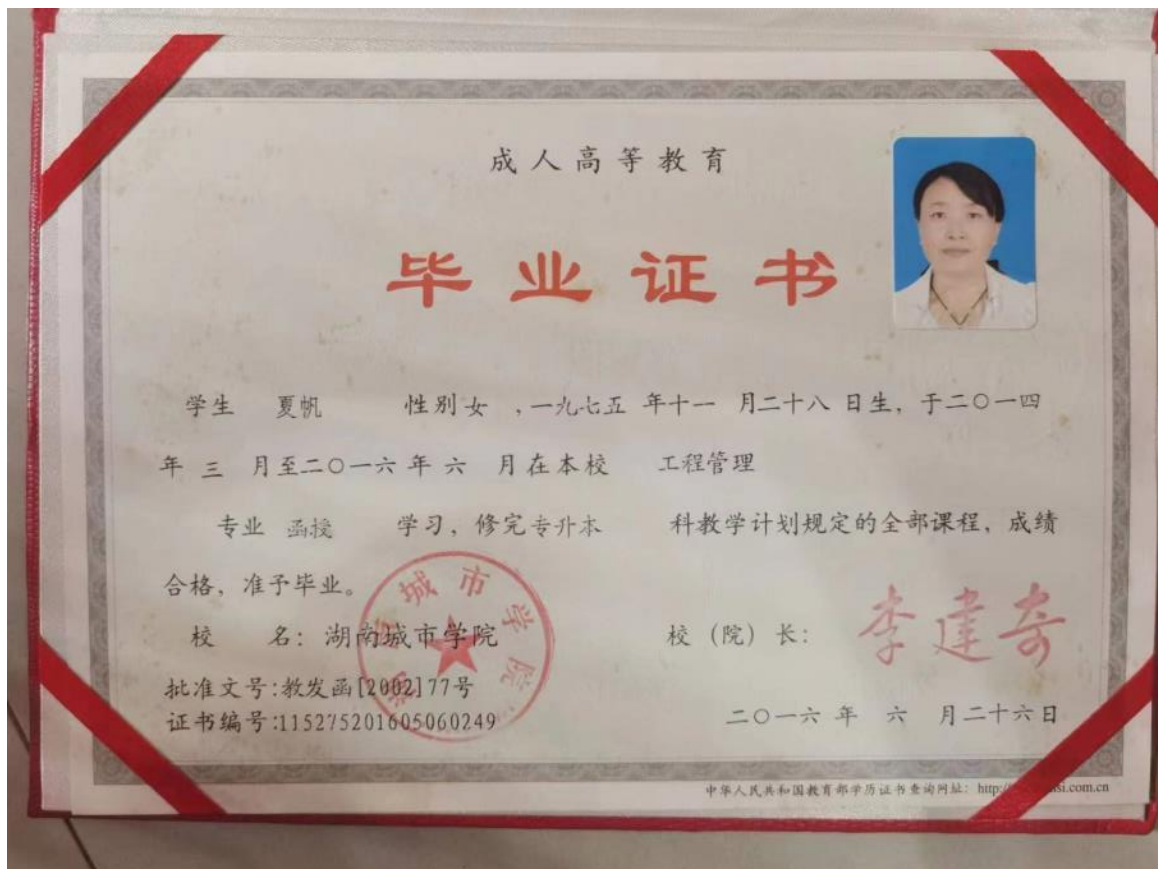 成人高等教育
毕业证书
学生 夏帆 性别女 ,一九七五 年十一 月二十八 日生，于二〇一四
年 三 月至二〇一六 年 六 月在本校 工程管理
专业 函授 学习，修完专升本 科教学计划规定的全部课程，成绩
合格，准予毕业。
校 名：湖南城市学院
校（院）长：李建奇
批准文号:教发函[2002]77号
证书编号:115275201605060249
二〇一六 年 六 月二十六日
中华人民共和国教育部学历证书查询网址：http:/ si.com.cn
湖南城市学院